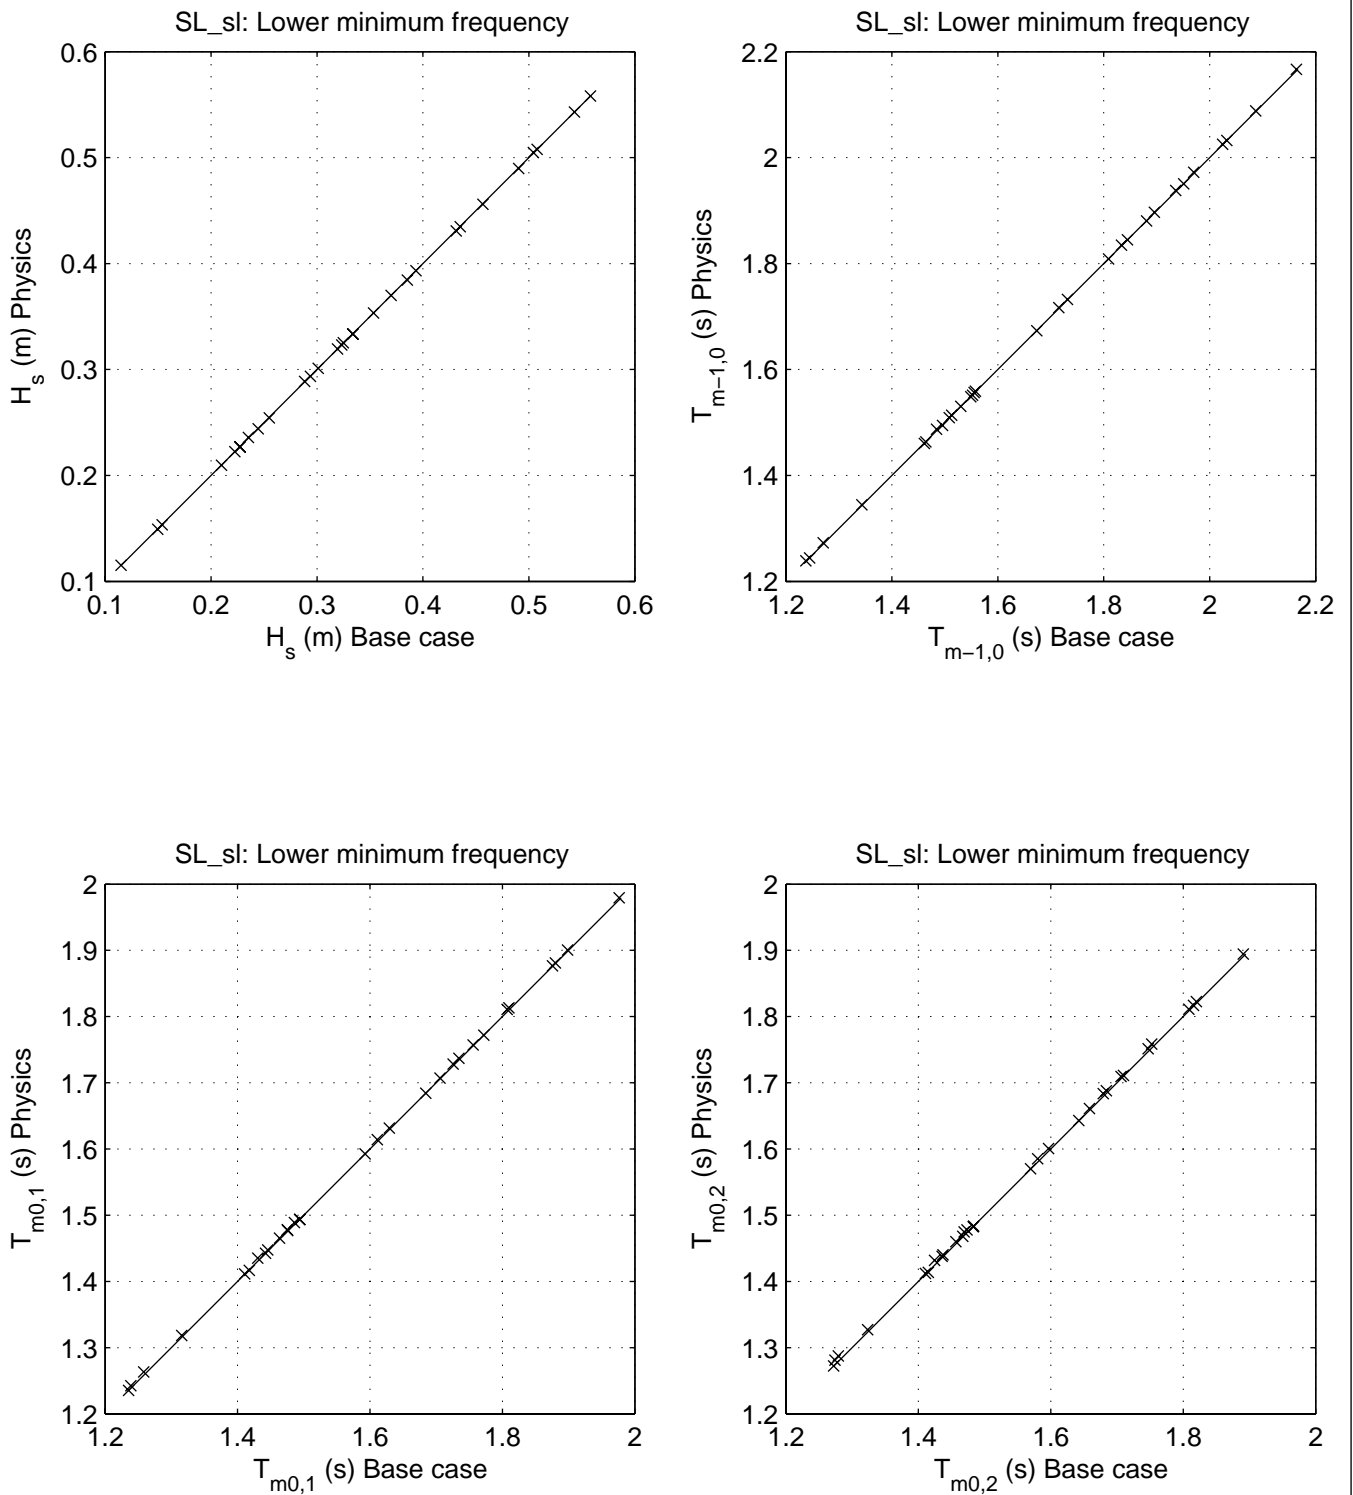 SL_sl: Lower minimum frequency
0.6
0.5
0.4
0.3
0.2
0.1
H_s (m) Physics
0.1 0.2 0.3 0.4 0.5 0.6
H_s (m) Base case
SL_sl: Lower minimum frequency
2.2
2
1.8
1.6
1.4
1.2
T_m−1,0 (s) Physics
1.2 1.4 1.6 1.8 2 2.2
T_m−1,0 (s) Base case
SL_sl: Lower minimum frequency
2
1.9
1.8
1.7
1.6
1.5
1.4
1.3
1.2
T_m0,1 (s) Physics
1.2 1.4 1.6 1.8 2
T_m0,1 (s) Base case
SL_sl: Lower minimum frequency
2
1.9
1.8
1.7
1.6
1.5
1.4
1.3
1.2
T_m0,2 (s) Physics
1.2 1.4 1.6 1.8 2
T_m0,2 (s) Base case